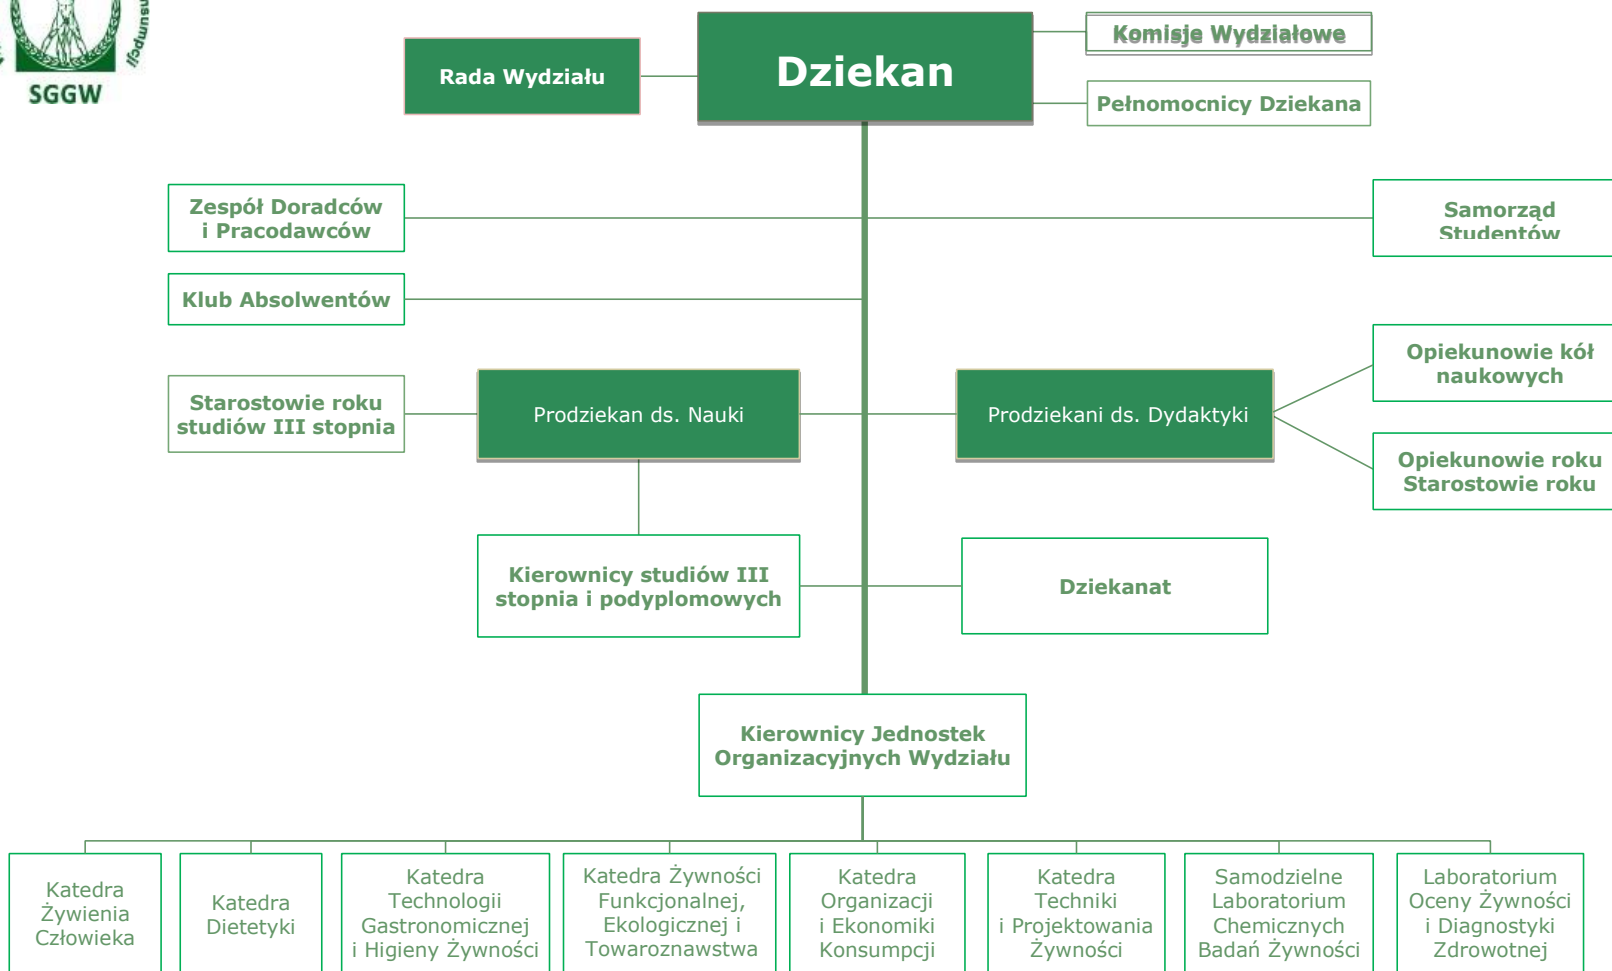 SGGW
Rada Wydziału
Dziekan
Komisje Wydziałowe
Pełnomocnicy Dziekana
Zespół Doradców
i Pracodawców
Samorząd
Studentów
Klub Absolwentów
Opiekunowie kół
naukowych
Starostowie roku
studiów III stopnia
Prodziekan ds. Nauki
Prodziekani ds. Dydaktyki
Opiekunowie roku
Starostowie roku
Kierownicy studiów III
stopnia i podyplomowych
Dziekanat
Kierownicy Jednostek
Organizacyjnych Wydziału
Katedra
Żywienia
Człowieka
Katedra
Dietetyki
Katedra
Technologii
Gastronomicznej
i Higieny Żywności
Katedra Żywności
Funkcjonalnej,
Ekologicznej i
Towaroznawstwa
Katedra
Organizacji
i Ekonomiki
Konsumpcji
Katedra
Techniki
i Projektowania
Żywności
Samodzielne
Laboratorium
Chemicznych
Badań Żywności
Laboratorium
Oceny Żywności
i Diagnostyki
Zdrowotnej